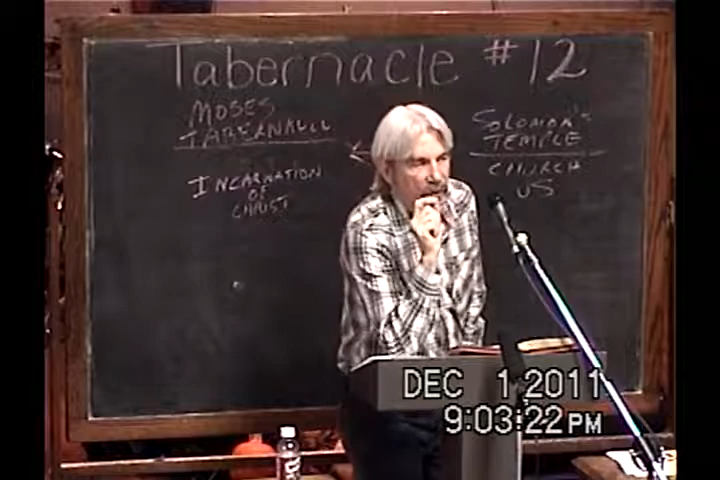 Tabernacle #12
MOSES
TABERNACLE
INCARNATION
OF
CHRIST
SOLOMON'S
TEMPLE
CHURCH
US
DEC 1 2011
9:03:22 PM